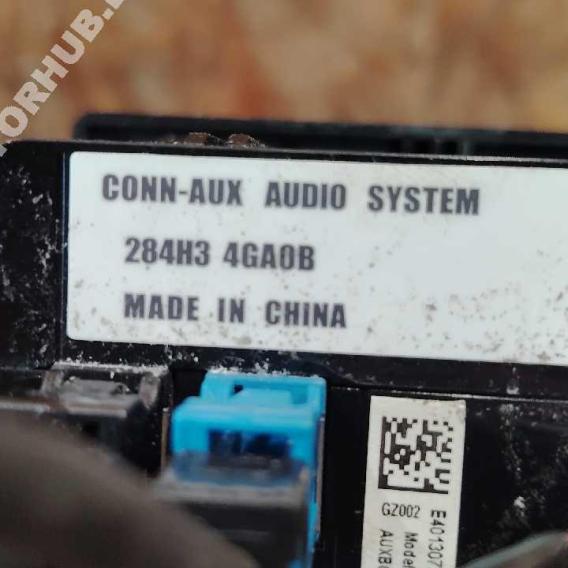 ORHUB.
CONN-AUX AUDIO SYSTEM
284H3 4GA0B
MADE IN CHINA
GZ002
E401307
Model
AUXB